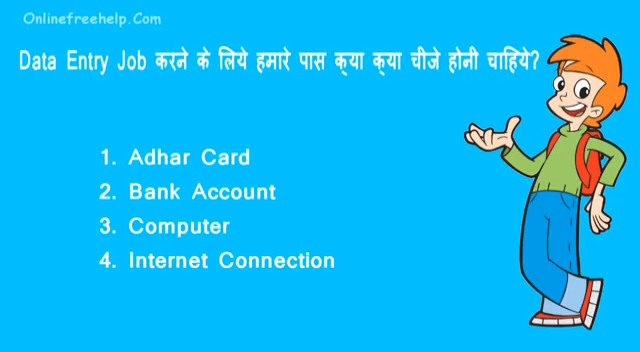 Onlinefreehelp.Com
Data Entry Job करने के लिये हमारे पास क्या क्या चीजे होनी चाहिये?
1. Adhar Card
2. Bank Account
3. Computer
4. Internet Connection